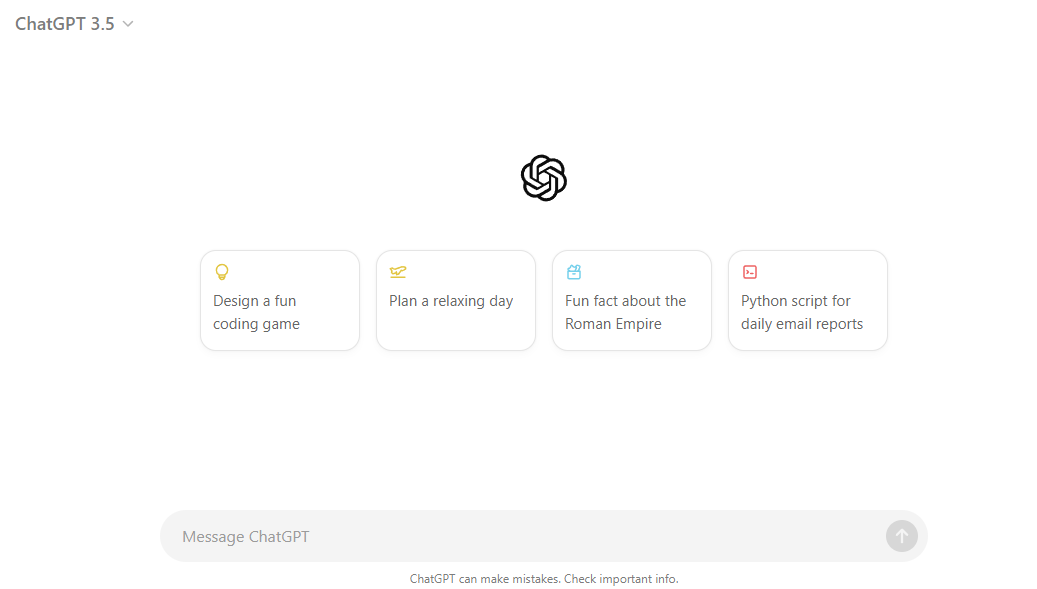 ChatGPT 3.5
Design a fun
coding game
Plan a relaxing day
Fun fact about the
Roman Empire
Python script for
daily email reports
Message ChatGPT
ChatGPT can make mistakes. Check important info.